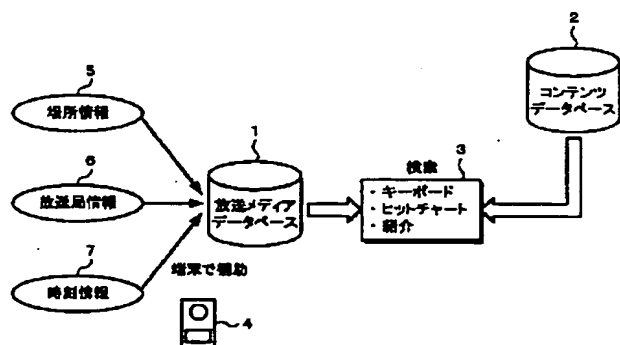 2
5
場所情報
コンテンツ
データベース
1
6
放送局情報
放送メディア
データベース
検索
3
・キーボード
・ヒットチャート
・紹介
7
時刻情報
端末で補助
4